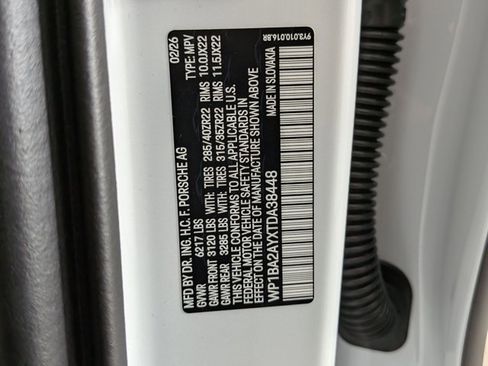 MFD BY DR. ING. H.C. F. PORSCHE AG 02/26
GVWR 6217 LBS TYPE: MPV
GAWR FRONT 3120 LBS WITH: TIRES 285/40ZR22 RIMS 10.0JX22
GAWR REAR 3285 LBS WITH: TIRES 315/35ZR22 RIMS 11.5JX22
THIS VEHICLE CONFORMS TO ALL APPLICABLE U.S.
FEDERAL MOTOR VEHICLE SAFETY STANDARDS
IN EFFECT ON THE DATE OF MANUFACTURE SHOWN ABOVE
WP1BA2AYXTDA38448 MADE IN SLOVAKIA
9Y3.010.016.BR